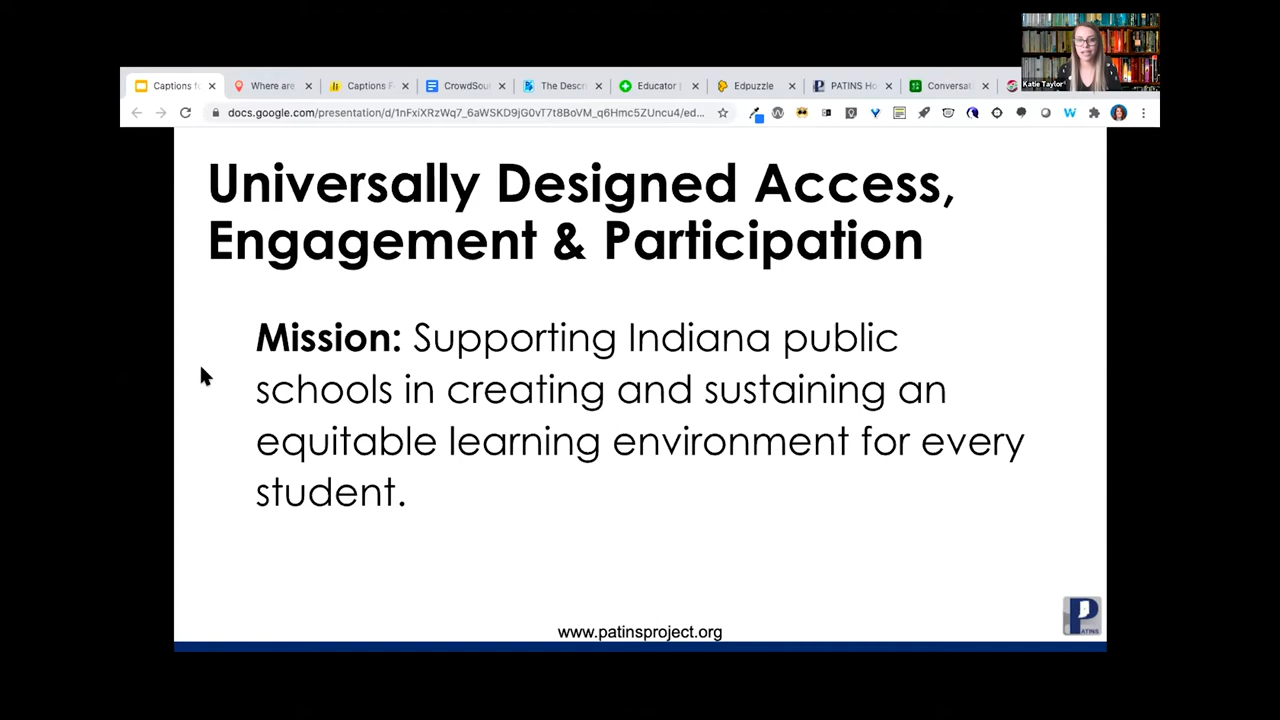 Katie Taylor
Captions fo
Where are
Captions F
CrowdSou
The Descri
Educator |
Edpuzzle
PATINS Ho
Conversat
docs.google.com/presentation/d/1nFxiXRzWq7_6aWSKD9jG0vT7t8BoVM_q6Hmc5ZUncu4/ed...
Universally Designed Access,
Engagement & Participation
Mission: Supporting Indiana public
schools in creating and sustaining an
equitable learning environment for every
student.
PATINS
www.patinsproject.org